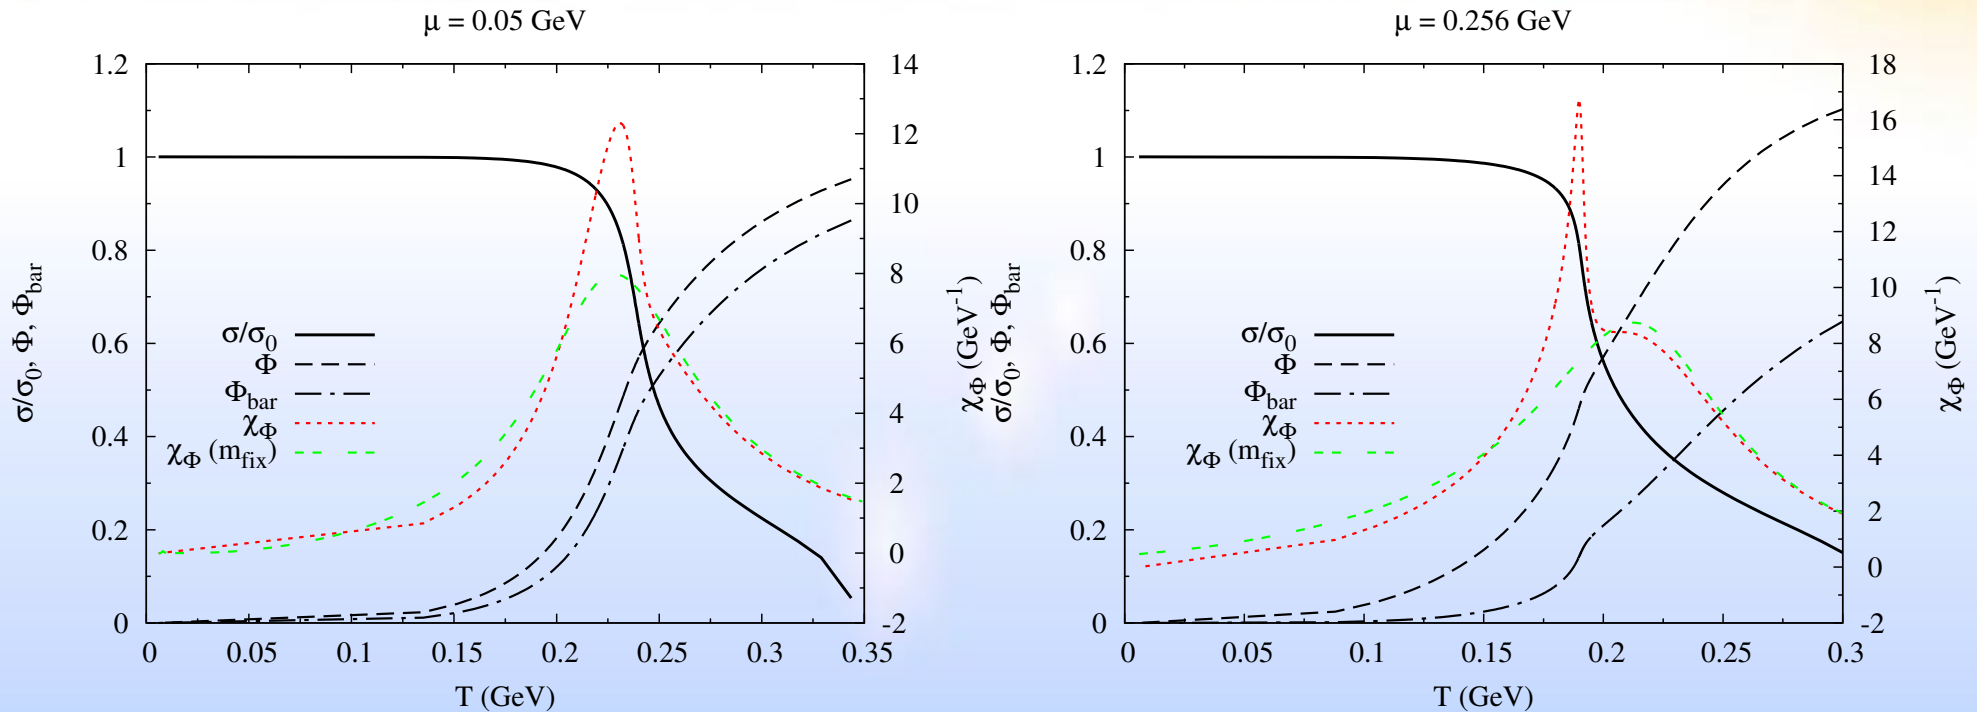 μ = 0.05 GeV
1.2
1
0.8
0.6
0.4
0.2
0
14
12
10
8
6
4
2
0
-2
0 0.05 0.1 0.15 0.2 0.25 0.3 0.35
T (GeV)
σ/σ0, Φ, Φbar
χΦ (GeV-1)
σ/σ0
Φ
Φbar
χΦ
χΦ (mfix)
μ = 0.256 GeV
1.2
1
0.8
0.6
0.4
0.2
0
18
16
14
12
10
8
6
4
2
0
-2
0 0.05 0.1 0.15 0.2 0.25 0.3
T (GeV)
σ/σ0, Φ, Φbar
χΦ (GeV-1)
σ/σ0
Φ
Φbar
χΦ
χΦ (mfix)